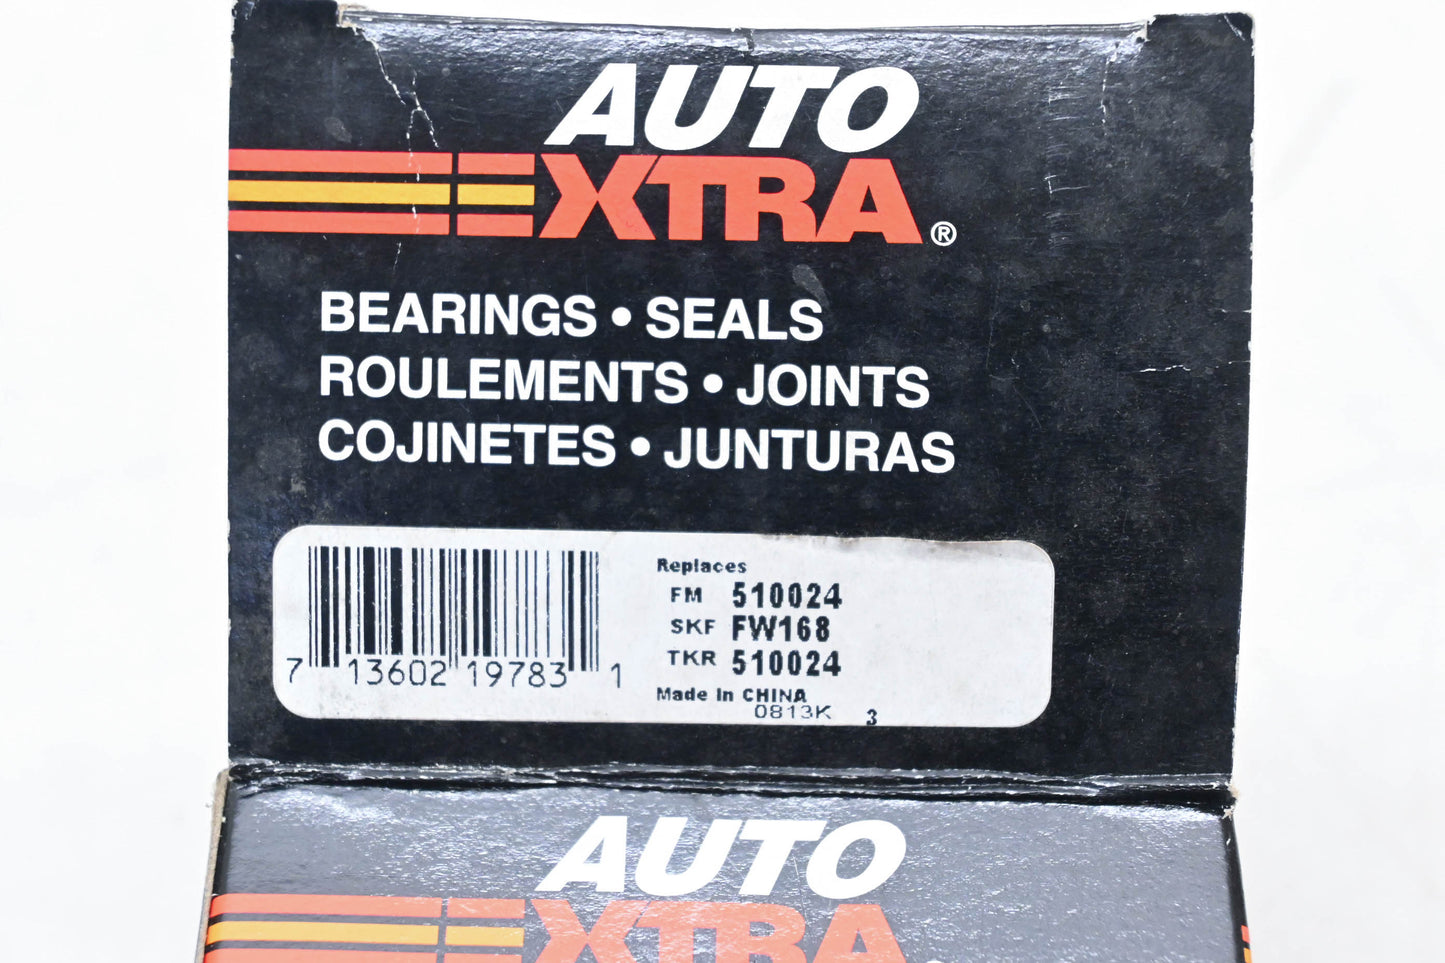 AUTO
XTRA®
BEARINGS • SEALS
ROULEMENTS • JOINTS
COJINETES • JUNTURAS
Replaces
FM 510024
SKF FW168
TKR 510024
7 13602 19783 1
Made In CHINA
0813K 3
AUTO
XTRA